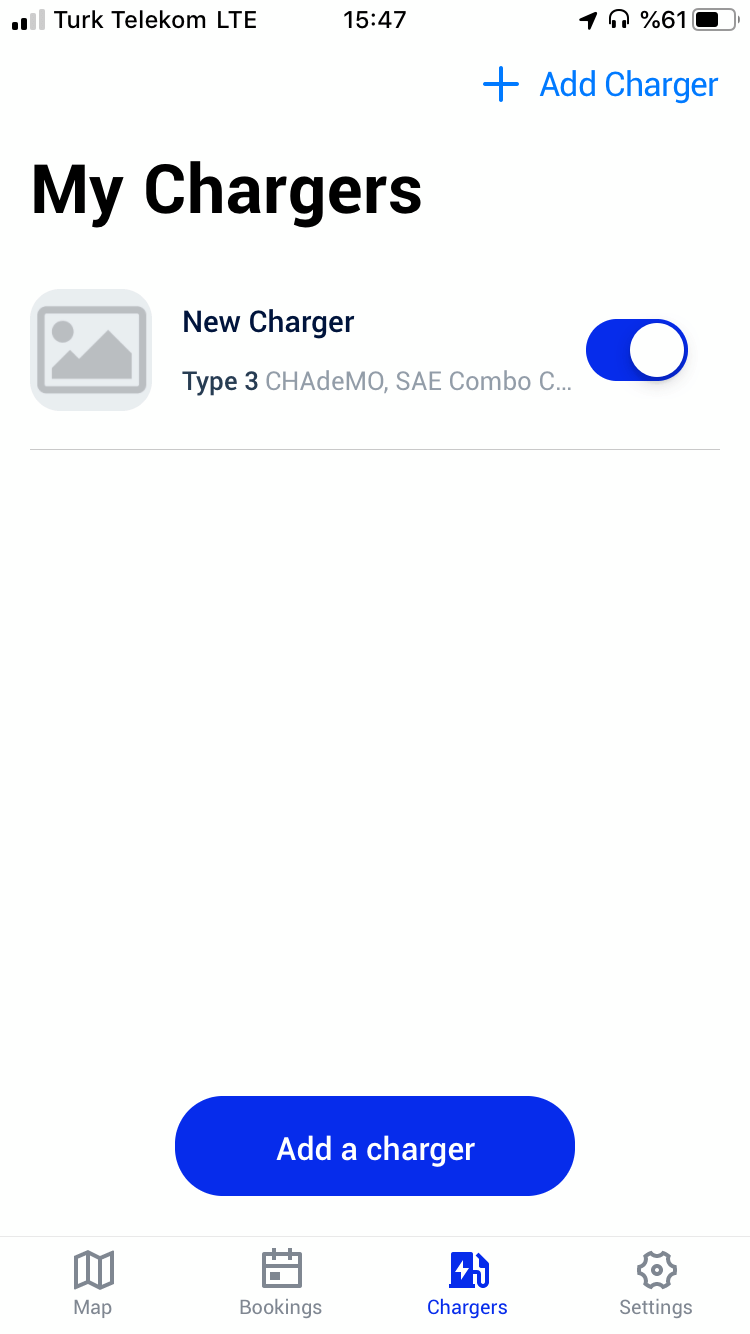 Turk Telekom LTE 15:47 %61
Add Charger
My Chargers
New Charger
Type 3 CHAdeMO, SAE Combo C...
Add a charger
Map Bookings Chargers Settings